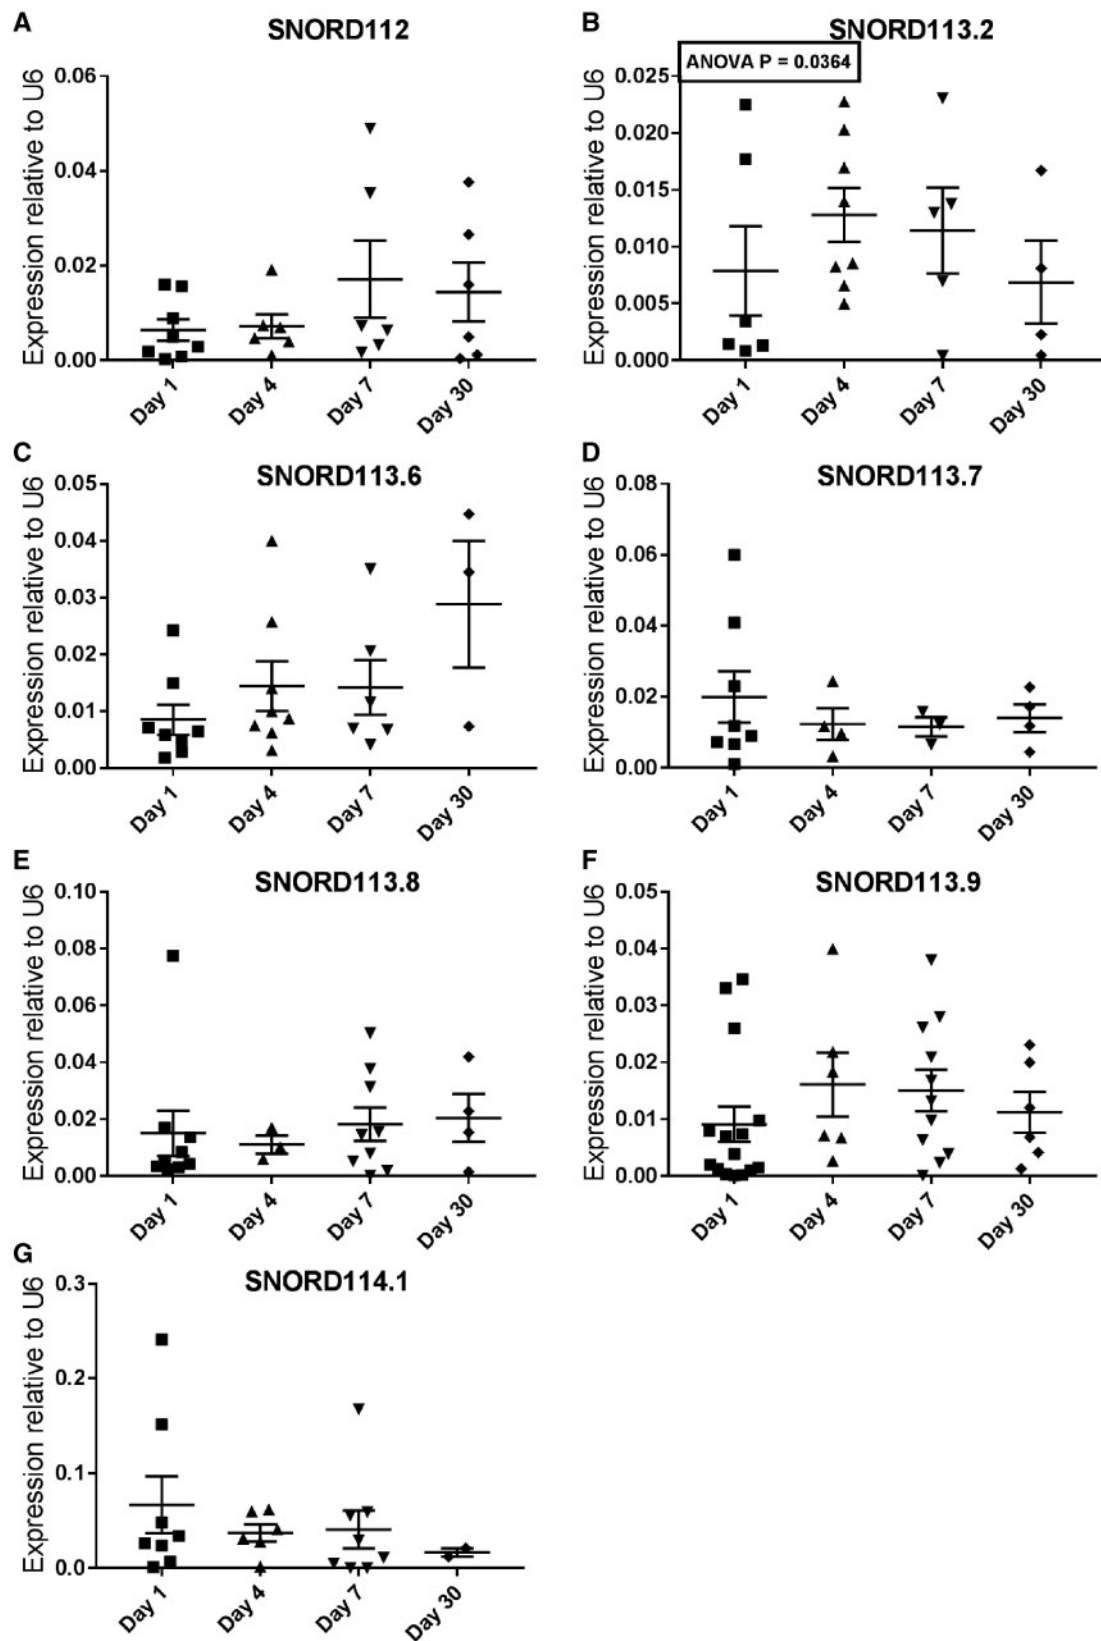 A
SNORD112
Expression relative to U6
0.06
0.04
0.02
0.00
Day 1
Day 4
Day 7
Day 30
B
SNORD113.2
ANOVA P = 0.0364
Expression relative to U6
0.025
0.020
0.015
0.010
0.005
0.000
Day 1
Day 4
Day 7
Day 30
C
SNORD113.6
Expression relative to U6
0.05
0.04
0.03
0.02
0.01
0.00
Day 1
Day 4
Day 7
Day 30
D
SNORD113.7
Expression relative to U6
0.08
0.06
0.04
0.02
0.00
Day 1
Day 4
Day 7
Day 30
E
SNORD113.8
Expression relative to U6
0.10
0.08
0.06
0.04
0.02
0.00
Day 1
Day 4
Day 7
Day 30
F
SNORD113.9
Expression relative to U6
0.05
0.04
0.03
0.02
0.01
0.00
Day 1
Day 4
Day 7
Day 30
G
SNORD114.1
Expression relative to U6
0.3
0.2
0.1
0.0
Day 1
Day 4
Day 7
Day 30